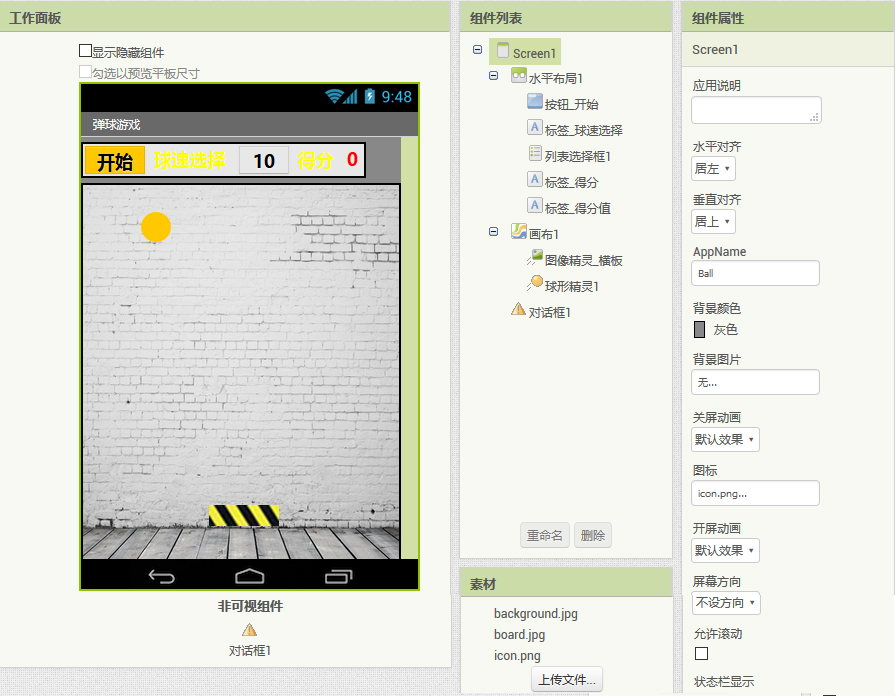 工作面板
显示隐藏组件
勾选以预览平板尺寸
9:48
弹球游戏
开始 球速选择 10 得分 0
非可视组件
对话框1
组件列表
Screen1
水平布局1
按钮_开始
标签_球速选择
列表选择框1
标签_得分
标签_得分值
画布1
图像精灵_横板
球形精灵1
对话框1
重命名 删除
素材
background.jpg
board.jpg
icon.png
上传文件...
组件属性
Screen1
应用说明
水平对齐
居左
垂直对齐
居上
AppName
Ball
背景颜色
灰色
背景图片
无...
关屏动画
默认效果
图标
icon.png...
开屏动画
默认效果
屏幕方向
不设方向
允许滚动
状态栏显示